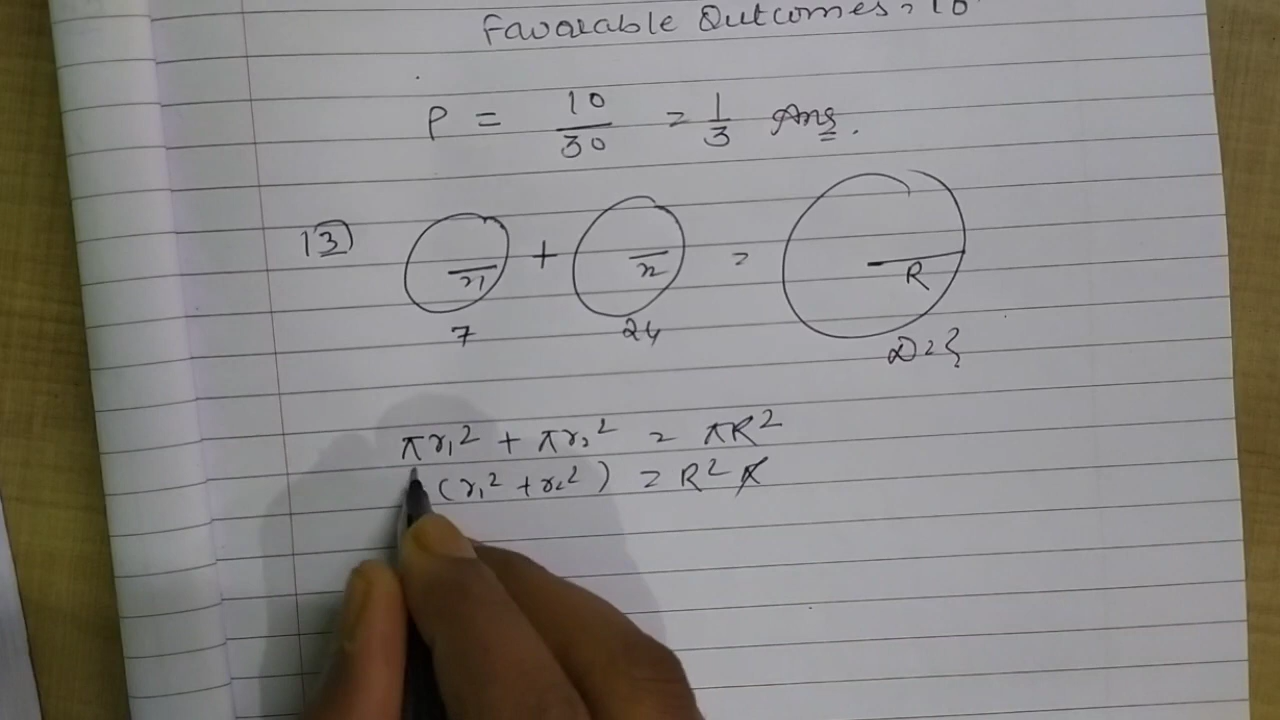 Favorable Outcomes = 10
P = 10/30 = 1/3 Ans.
13) r1 + r2 = R
7 24 D = ?
πr₁² + πr₂² = πR²
(r₁² + r₂²) = R² π